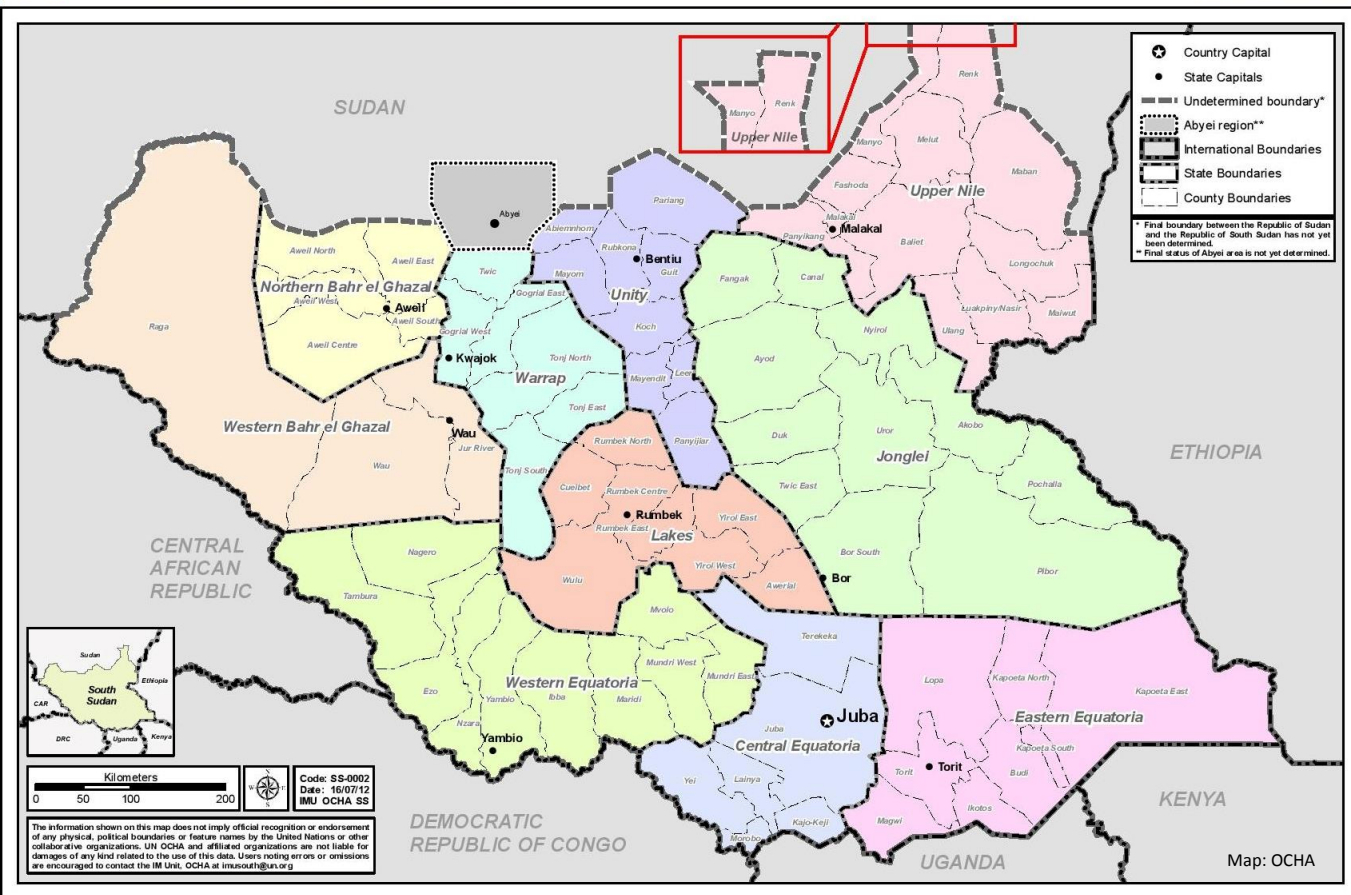 SUDAN
Manyo
Renk
Upper Nile
Renk
Country Capital
State Capitals
Undetermined boundary*
Abyei region**
International Boundaries
State Boundaries
County Boundaries
* Final boundary between the Republic of Sudan
and the Republic of South Sudan has not yet
been determined.
** Final status of Abyei area is not yet determined.
Manyo
Melut
Maban
Fashoda
Upper Nile
Malakal
Malakal
Panyikang
Baliet
Longochuk
Luakpiny/Nasir
Maiwut
Ulang
Abyei
Pariang
Abiemnhom
Rubkona
Bentiu
Guit
Mayom
Unity
Koch
Mayendit
Leer
Panyijiar
Aweil North
Aweil East
Northern Bahr el Ghazal
Aweil West
Aweil
Aweil South
Aweil Centre
Twic
Gogrial East
Gogrial West
Kwajok
Tonj North
Warrap
Tonj East
Tonj South
Raga
Western Bahr el Ghazal
Wau
Jur River
Wau
Fangak
Canal
Nyirol
Ayod
Duk
Uror
Akobo
Jonglei
Twic East
Pochalla
Bor South
Bor
Pibor
ETHIOPIA
Rumbek North
Cueibet
Rumbek Centre
Rumbek
Rumbek East
Lakes
Yirol East
Yirol West
Awerial
Wulu
CENTRAL
AFRICAN
REPUBLIC
Nagero
Tambura
Mvolo
Mundri West
Mundri East
Western Equatoria
Ezo
Yambio
Ibba
Maridi
Nzara
Yambio
Terekeka
Juba
Juba
Central Equatoria
Yei
Lainya
Morobo
Kajo-Keji
Lopa
Kapoeta North
Kapoeta East
Eastern Equatoria
Kapoeta South
Torit
Torit
Budi
Ikotos
Magwi
KENYA
UGANDA
DEMOCRATIC
REPUBLIC OF CONGO
Sudan
Ethiopia
South
Sudan
CAR
DRC
Uganda
Kenya
Kilometers
0 50 100 200
W E
S
Code: SS-0002
Date: 16/07/12
IMU OCHA SS
The information shown on this map does not imply official recognition or endorsement
of any physical, political boundaries or feature names by the United Nations or other
collaborative organizations. UN OCHA and affiliated organizations are not liable for
damages of any kind related to the use of this data. Users noting errors or omissions
are encouraged to contact the IM Unit, OCHA at imusouth@un.org
Map: OCHA